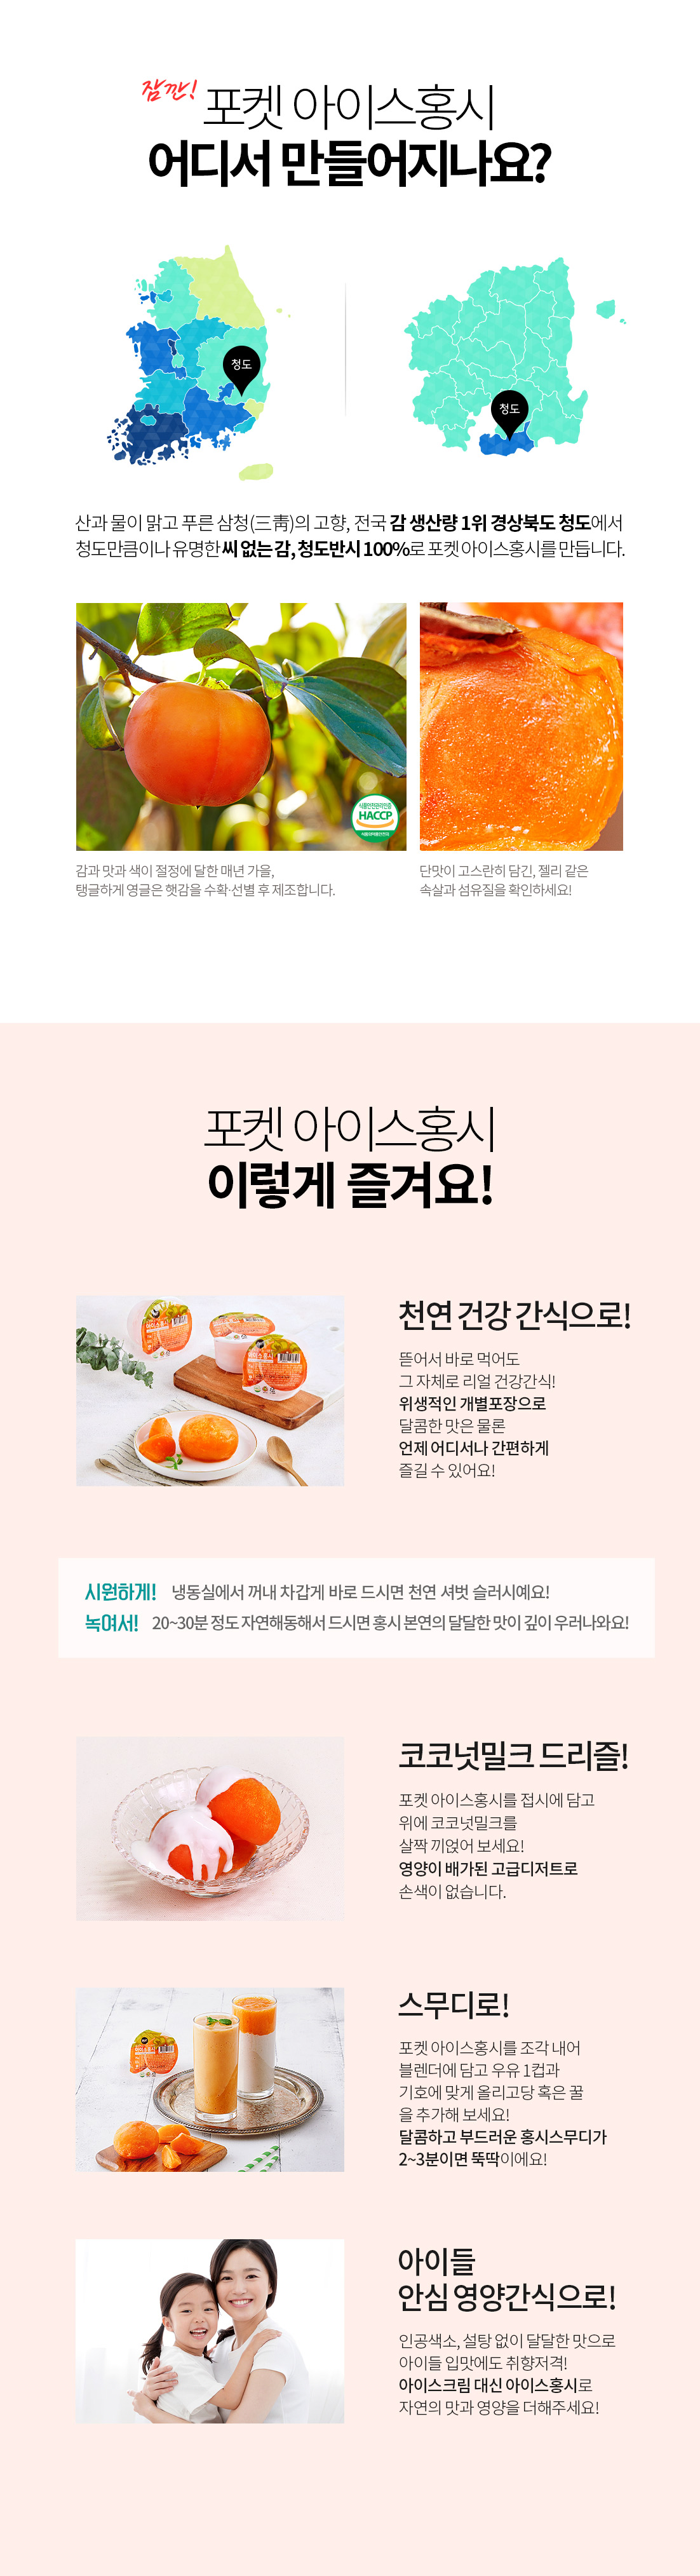 잠깐!
포켓 아이스홍시
어디서 만들어지나요?
청도
청도
산과 물이 맑고 푸른 삼청(三靑)의 고향, 전국 감 생산량 1위 경상북도 청도에서
청도만큼이나 유명한 씨 없는 감, 청도반시 100%로 포켓 아이스홍시를 만듭니다.
식품안전관리인증
HACCP
식품의약품안전처
감과 맛과 색이 절정에 달한 매년 가을,
탱글하게 영글은 햇감을 수확·선별 후 제조합니다.
단맛이 고스란히 담긴, 젤리 같은
속살과 섬유질을 확인하세요!
포켓 아이스홍시
이렇게 즐겨요!
아이스홍시
천연 건강 간식으로!
뜯어서 바로 먹어도
그 자체로 리얼 건강간식!
위생적인 개별포장으로
달콤한 맛은 물론
언제 어디서나 간편하게
즐길 수 있어요!
시원하게! 냉동실에서 꺼내 차갑게 바로 드시면 천연 셔벗 슬러시예요!
녹여서! 20~30분 정도 자연해동해서 드시면 홍시 본연의 달달한 맛이 깊이 우러나와요!
코코넛밀크 드리즐!
포켓 아이스홍시를 접시에 담고
위에 코코넛밀크를
살짝 끼얹어 보세요!
영양이 배가된 고급디저트로
손색이 없습니다.
스무디로!
포켓 아이스홍시를 조각 내어
블렌더에 담고 우유 1컵과
기호에 맞게 올리고당 혹은 꿀
을 추가해 보세요!
달콤하고 부드러운 홍시스무디가
2~3분이면 뚝딱이에요!
아이들
안심 영양간식으로!
인공색소, 설탕 없이 달달한 맛으로
아이들 입맛에도 취향저격!
아이스크림 대신 아이스홍시로
자연의 맛과 영양을 더해주세요!